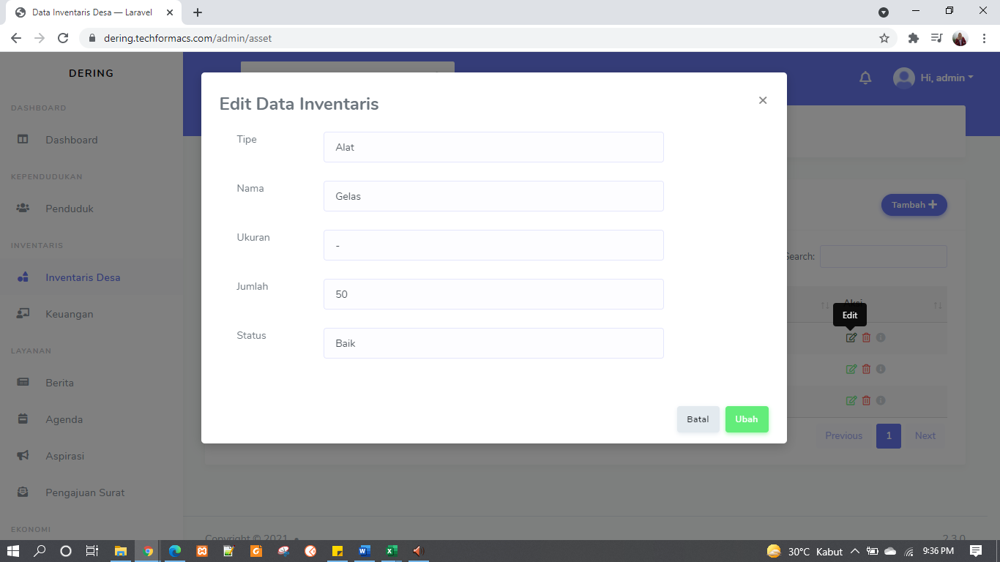 Data Inventaris Desa — Laravel
dering.techformacs.com/admin/asset
DERING
Hi, admin
DASHBOARD
Dashboard
KEPENDUDUKAN
Penduduk
INVENTARIS
Inventaris Desa
Keuangan
LAYANAN
Berita
Agenda
Aspirasi
Pengajuan Surat
EKONOMI
Edit Data Inventaris
×
Tipe
Alat
Nama
Gelas
Ukuran
-
Jumlah
50
Status
Baik
Batal
Ubah
Tambah
Search:
Aksi
Edit
Previous
1
Next
Copyright © 2021
2.3.0
30°C Kabut
9:36 PM